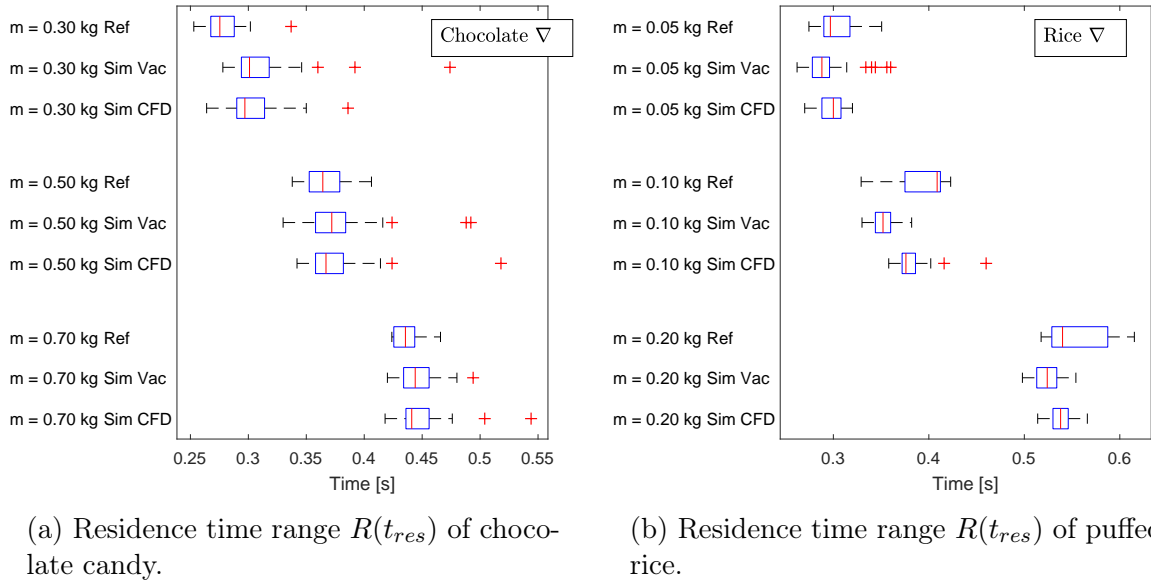 m = 0.30 kg Ref
m = 0.30 kg Sim Vac
m = 0.30 kg Sim CFD
m = 0.50 kg Ref
m = 0.50 kg Sim Vac
m = 0.50 kg Sim CFD
m = 0.70 kg Ref
m = 0.70 kg Sim Vac
m = 0.70 kg Sim CFD
Chocolate ∇
0.25 0.3 0.35 0.4 0.45 0.5 0.55
Time [s]
(a) Residence time range R(t_res) of choco-
late candy.
m = 0.05 kg Ref
m = 0.05 kg Sim Vac
m = 0.05 kg Sim CFD
m = 0.10 kg Ref
m = 0.10 kg Sim Vac
m = 0.10 kg Sim CFD
m = 0.20 kg Ref
m = 0.20 kg Sim Vac
m = 0.20 kg Sim CFD
Rice ∇
0.3 0.4 0.5 0.6
Time [s]
(b) Residence time range R(t_res) of puffed
rice.